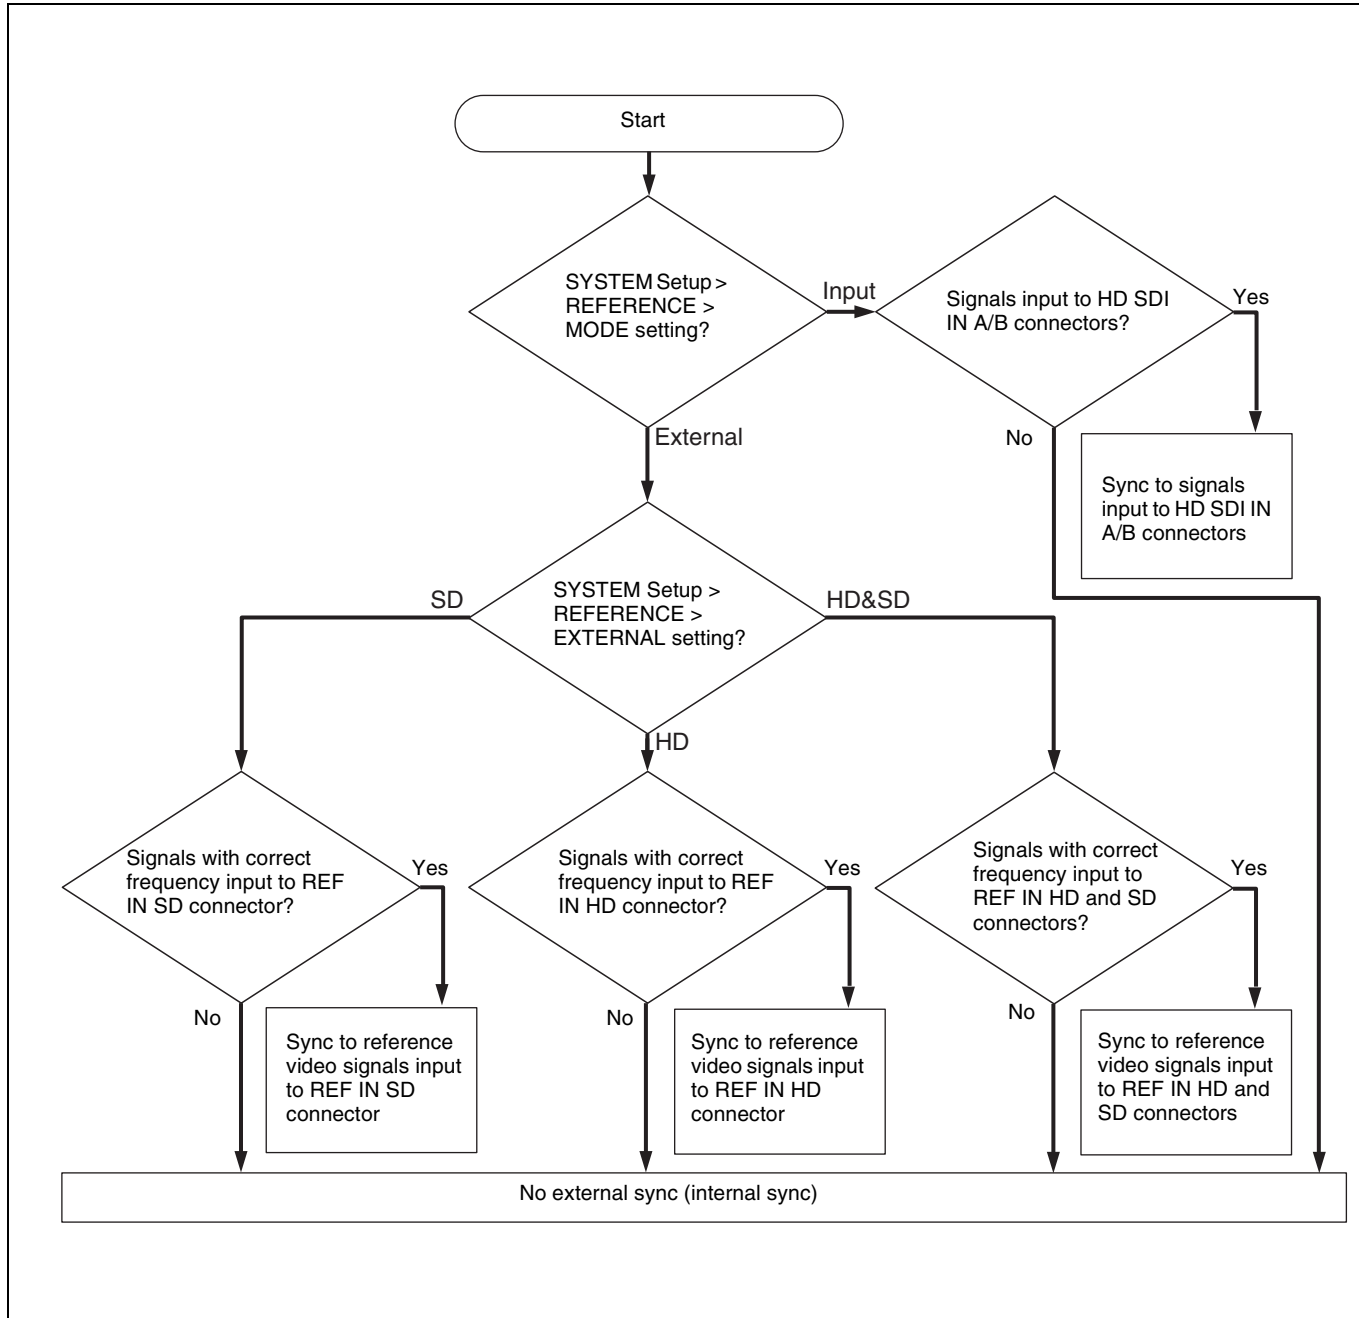 Start
SYSTEM Setup >
REFERENCE >
MODE setting?
Input
Signals input to HD SDI
IN A/B connectors?
Yes
No
Sync to signals
input to HD SDI IN
A/B connectors
External
SYSTEM Setup >
REFERENCE >
EXTERNAL setting?
SD
HD
HD&SD
Signals with correct
frequency input to REF
IN SD connector?
Yes
No
Sync to reference
video signals input
to REF IN SD
connector
Signals with correct
frequency input to REF
IN HD connector?
Yes
No
Sync to reference
video signals input
to REF IN HD
connector
Signals with correct
frequency input to
REF IN HD and SD
connectors?
Yes
No
Sync to reference
video signals input
to REF IN HD and
SD connectors
No external sync (internal sync)